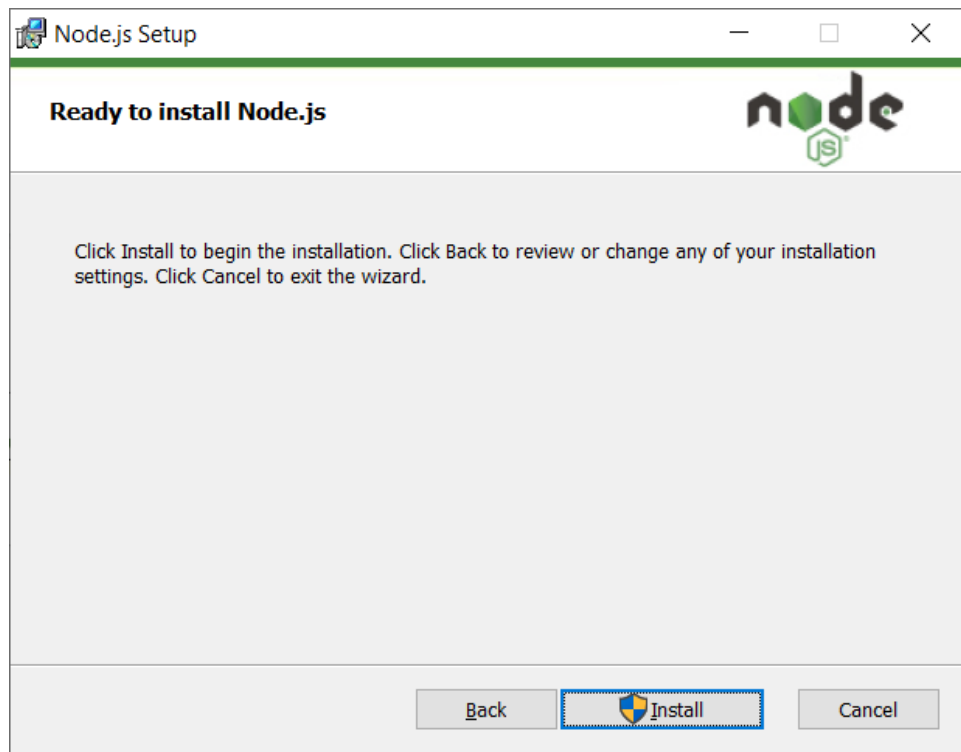 Node.js Setup
Ready to install Node.js
node
JS
Click Install to begin the installation. Click Back to review or change any of your installation
settings. Click Cancel to exit the wizard.
Back
Install
Cancel